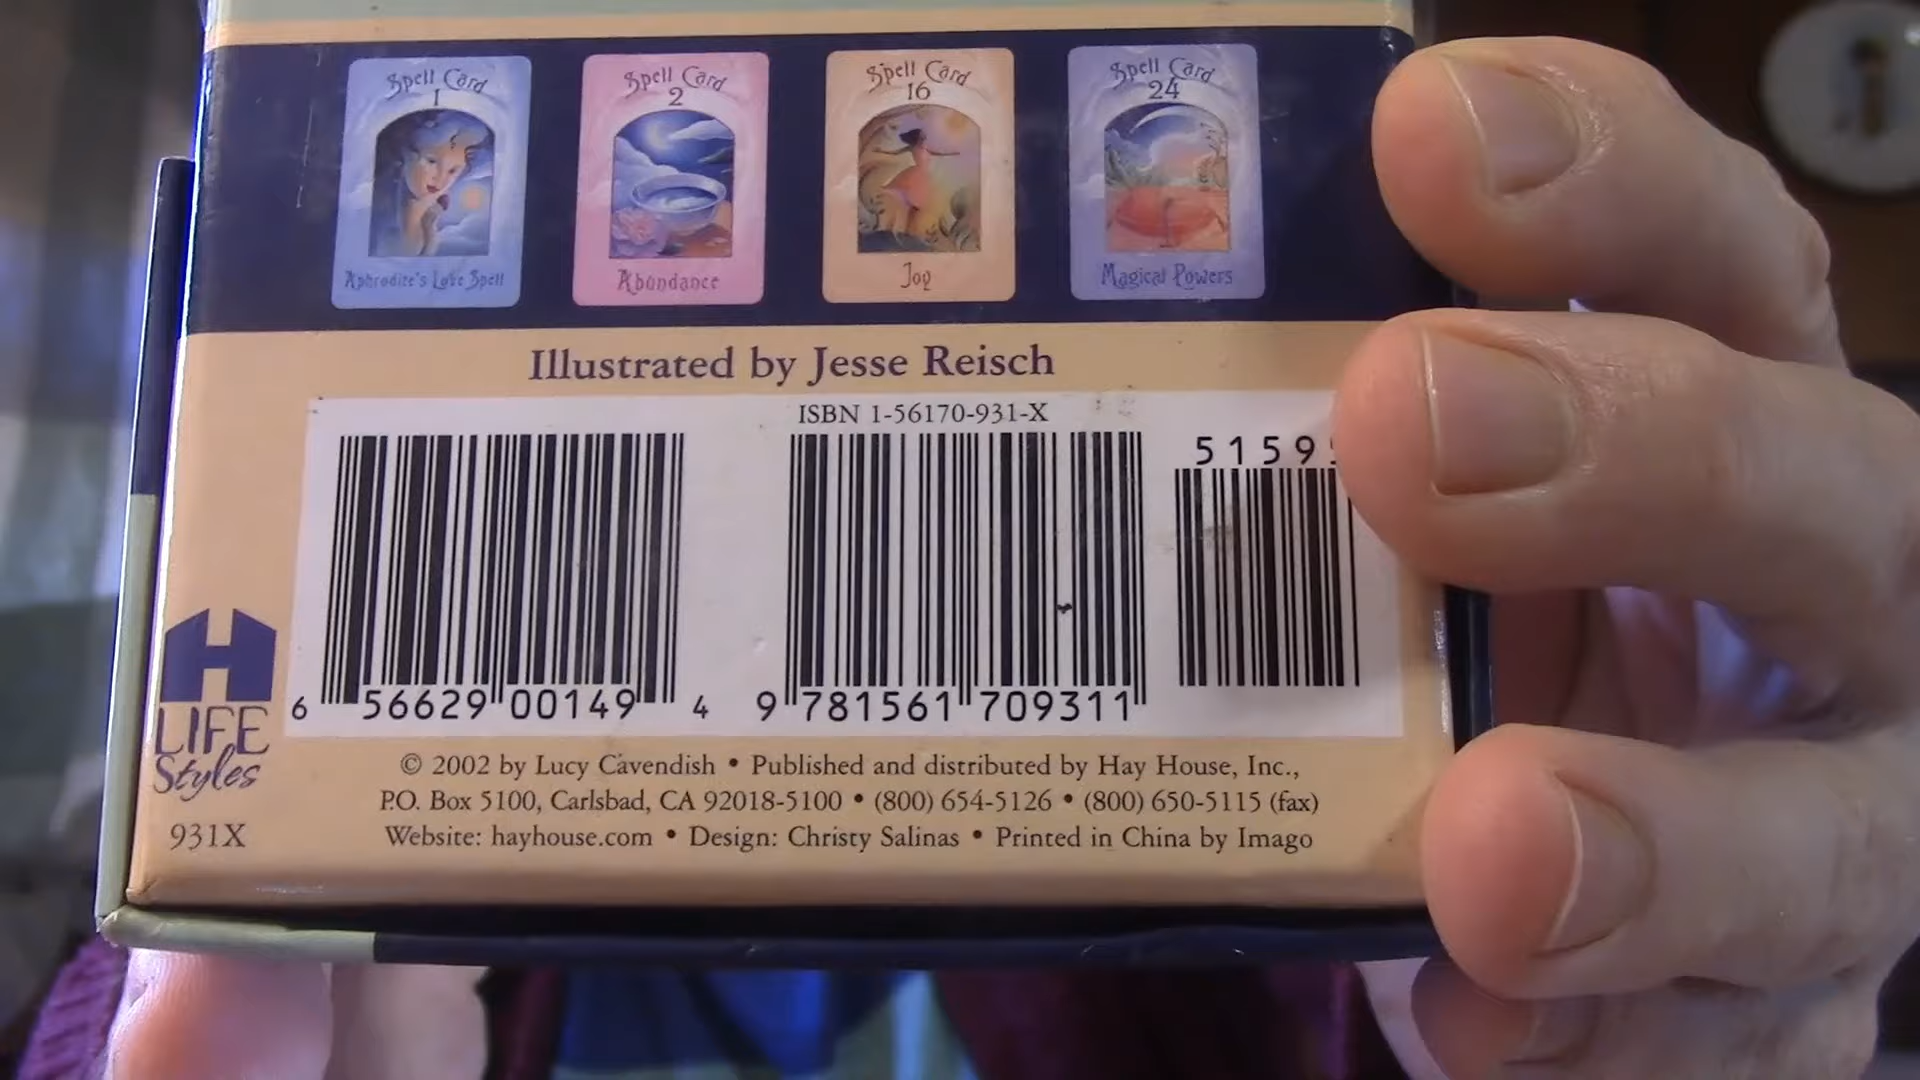 Spell Card
1
Aphrodite's Love Spell
Spell Card
2
Abundance
Spell Card
16
Joy
Spell Card
24
Magical Powers
Illustrated by Jesse Reisch
ISBN 1-56170-931-X
5159
6 56629 00149 4
9 781561 709311
H
LIFE
Styles
931X
© 2002 by Lucy Cavendish • Published and distributed by Hay House, Inc.,
P.O. Box 5100, Carlsbad, CA 92018-5100 • (800) 654-5126 • (800) 650-5115 (fax)
Website: hayhouse.com • Design: Christy Salinas • Printed in China by Imago